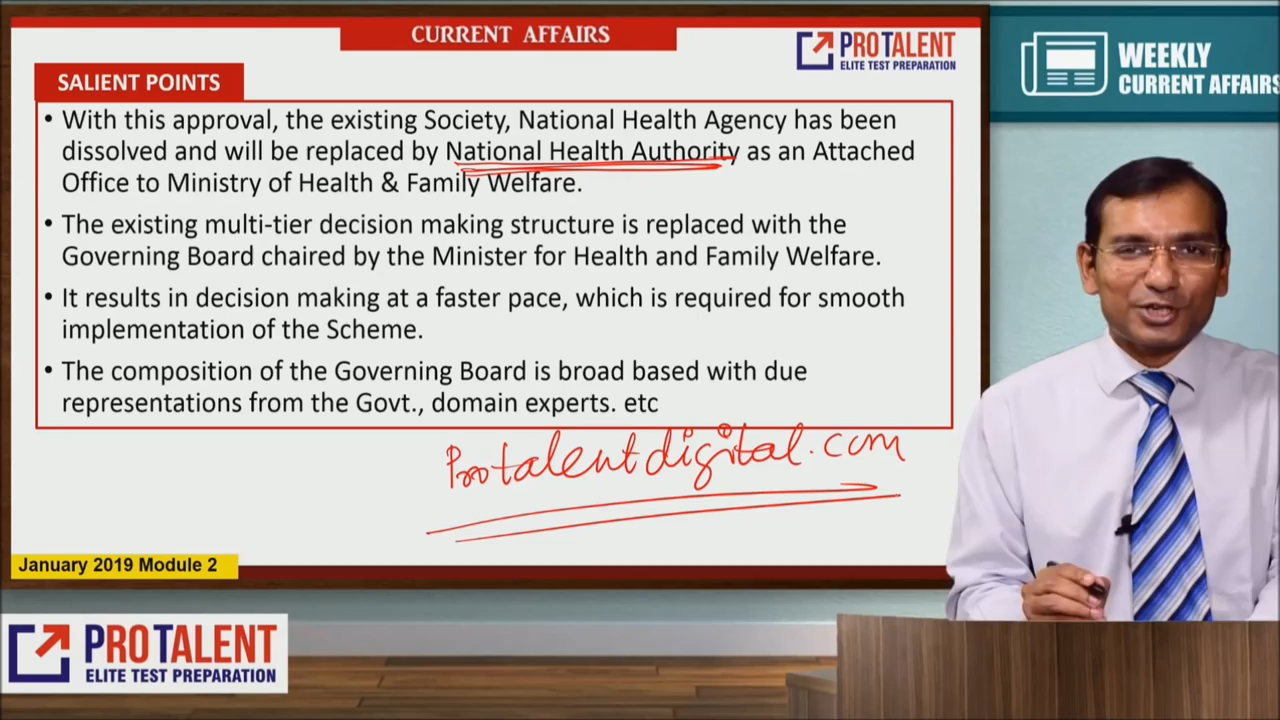 CURRENT AFFAIRS
PROTALENT
ELITE TEST PREPARATION
WEEKLY
CURRENT AFFAIRS
SALIENT POINTS
• With this approval, the existing Society, National Health Agency has been
dissolved and will be replaced by National Health Authority as an Attached
Office to Ministry of Health & Family Welfare.
• The existing multi-tier decision making structure is replaced with the
Governing Board chaired by the Minister for Health and Family Welfare.
• It results in decision making at a faster pace, which is required for smooth
implementation of the Scheme.
• The composition of the Governing Board is broad based with due
representations from the Govt., domain experts. etc
Protalentdigital.com
January 2019 Module 2
PROTALENT
ELITE TEST PREPARATION